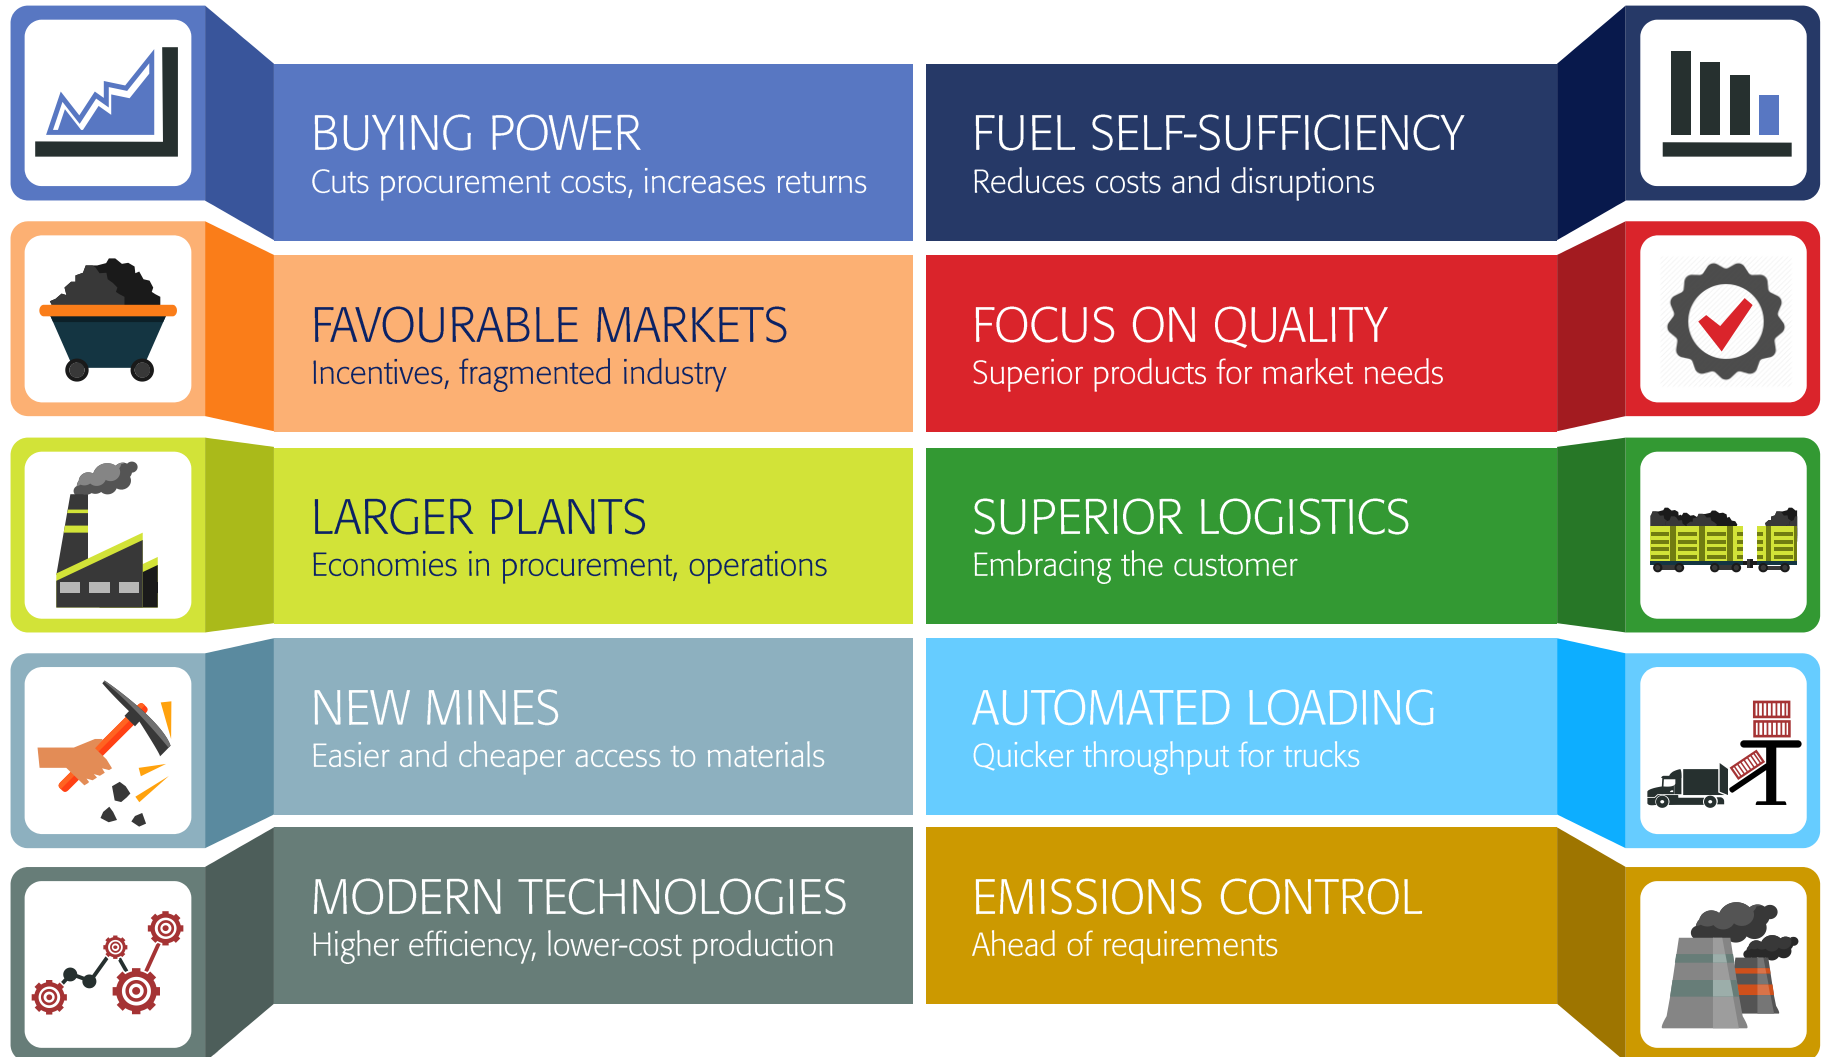 BUYING POWER
Cuts procurement costs, increases returns
FAVOURABLE MARKETS
Incentives, fragmented industry
LARGER PLANTS
Economies in procurement, operations
NEW MINES
Easier and cheaper access to materials
MODERN TECHNOLOGIES
Higher efficiency, lower-cost production
FUEL SELF-SUFFICIENCY
Reduces costs and disruptions
FOCUS ON QUALITY
Superior products for market needs
SUPERIOR LOGISTICS
Embracing the customer
AUTOMATED LOADING
Quicker throughput for trucks
EMISSIONS CONTROL
Ahead of requirements